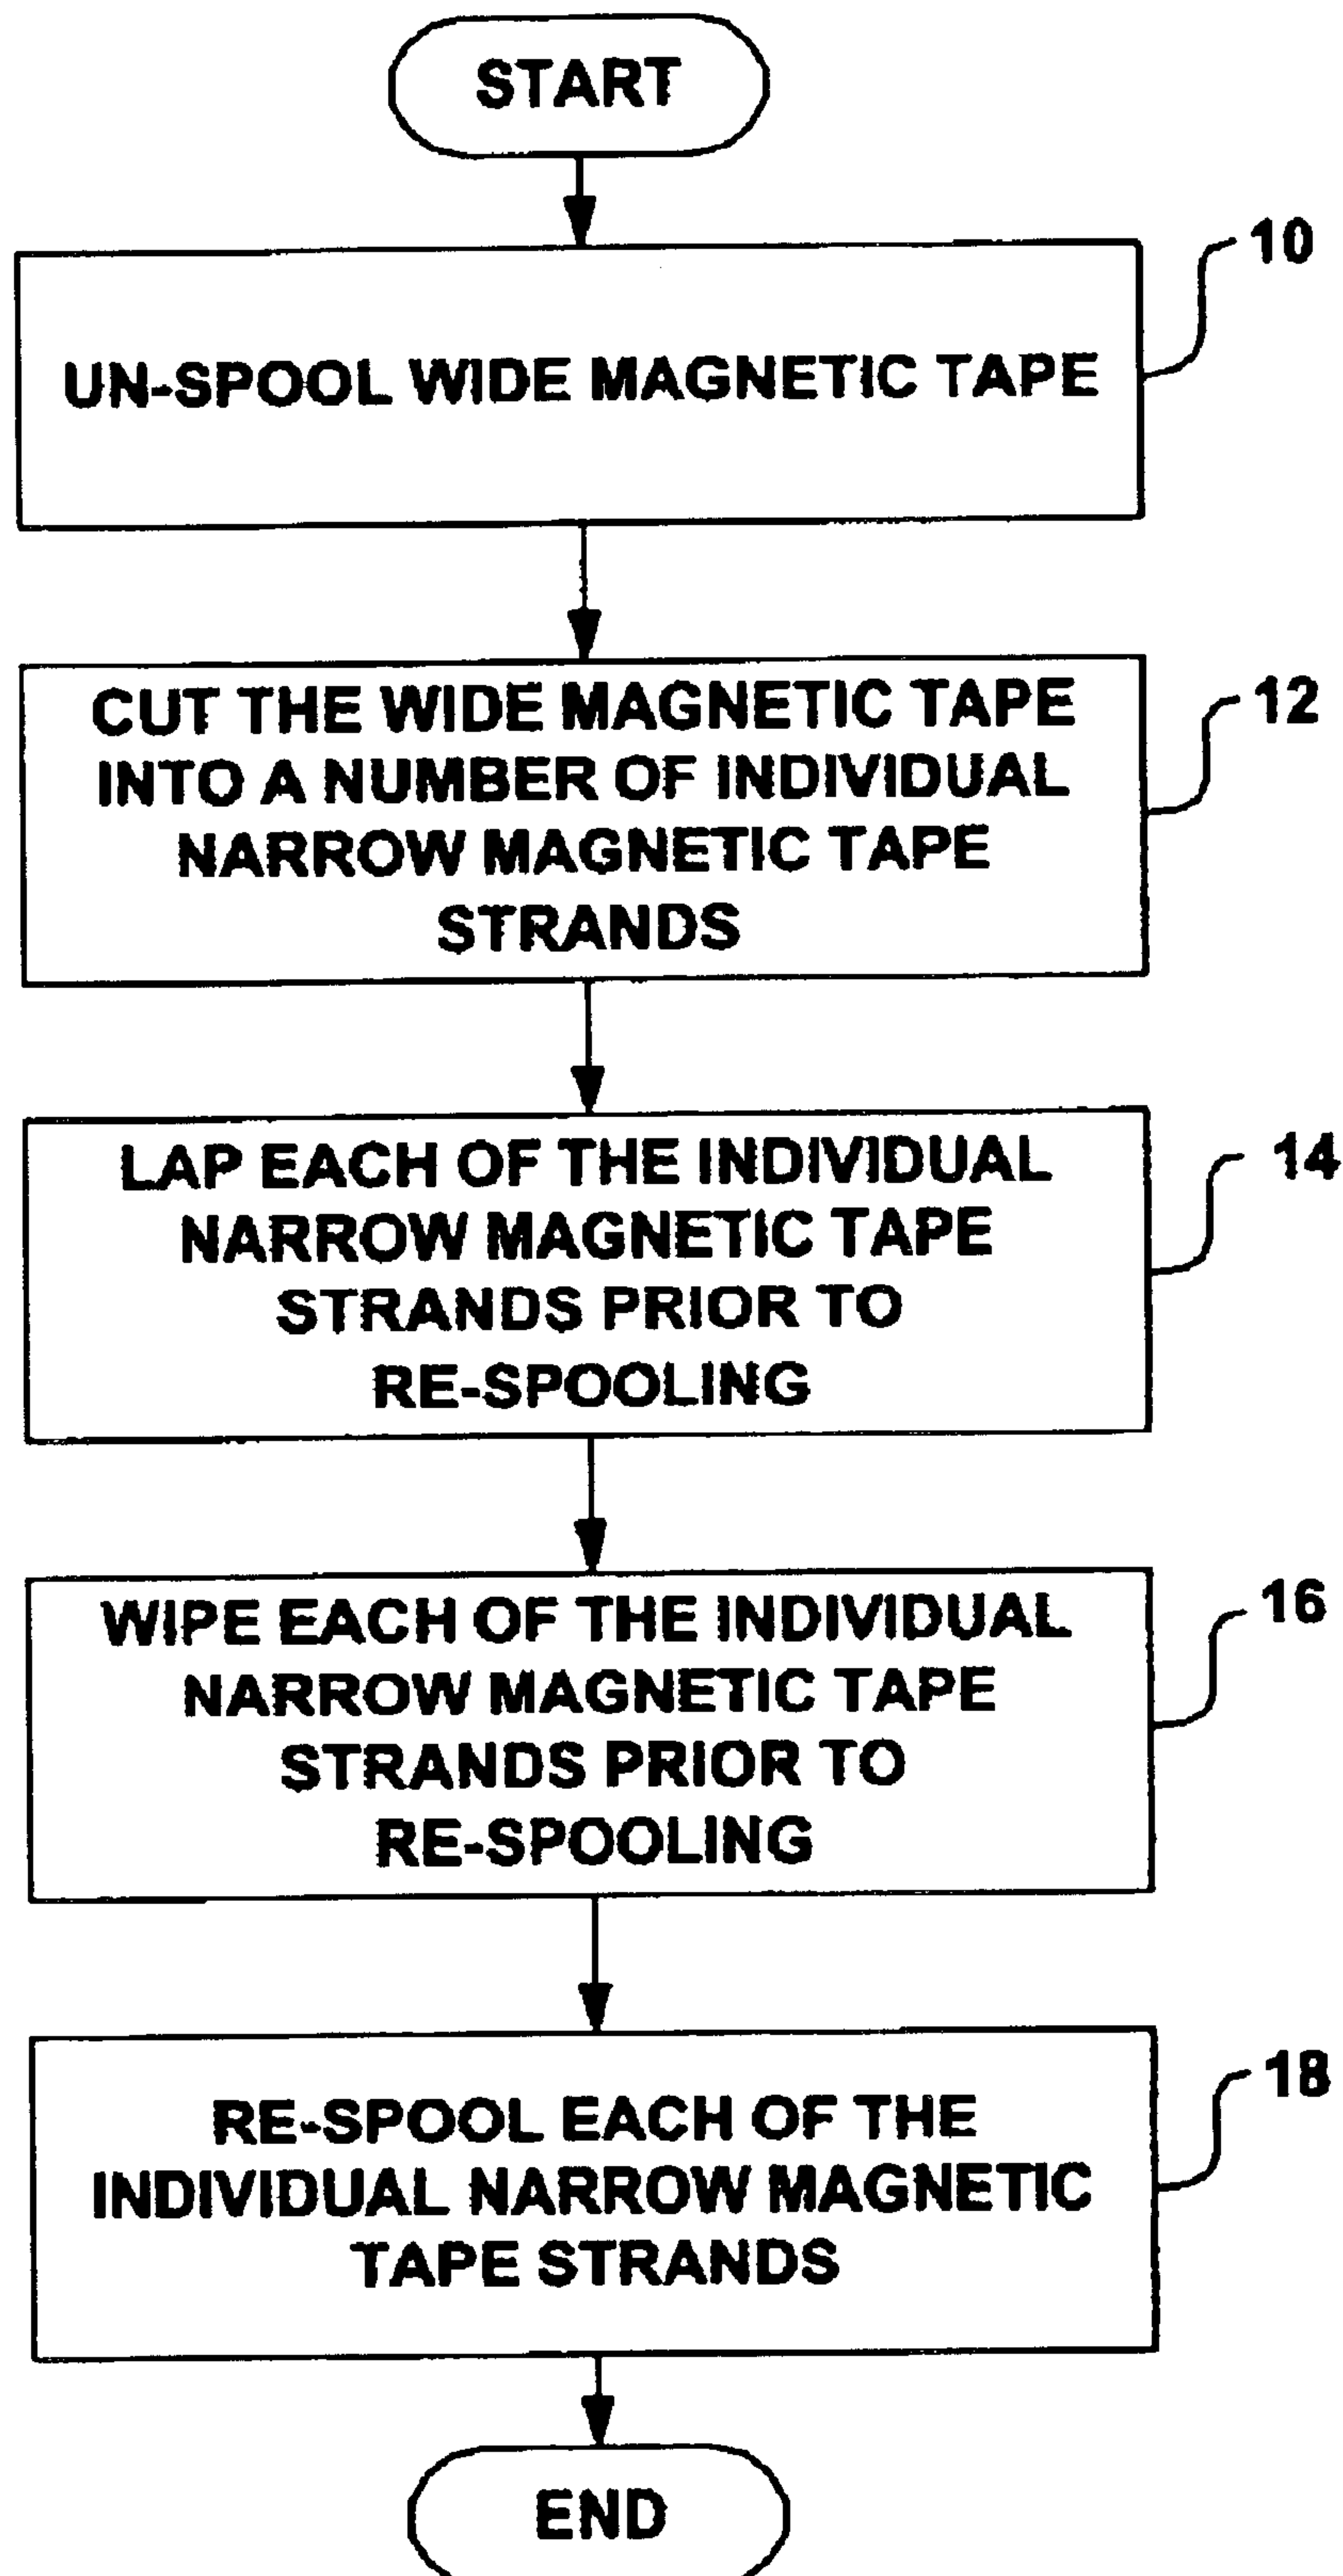 START
10
UN-SPOOL WIDE MAGNETIC TAPE
12
CUT THE WIDE MAGNETIC TAPE
INTO A NUMBER OF INDIVIDUAL
NARROW MAGNETIC TAPE
STRANDS
14
LAP EACH OF THE INDIVIDUAL
NARROW MAGNETIC TAPE
STRANDS PRIOR TO
RE-SPOOLING
16
WIPE EACH OF THE INDIVIDUAL
NARROW MAGNETIC TAPE
STRANDS PRIOR TO
RE-SPOOLING
18
RE-SPOOL EACH OF THE
INDIVIDUAL NARROW MAGNETIC
TAPE STRANDS
END